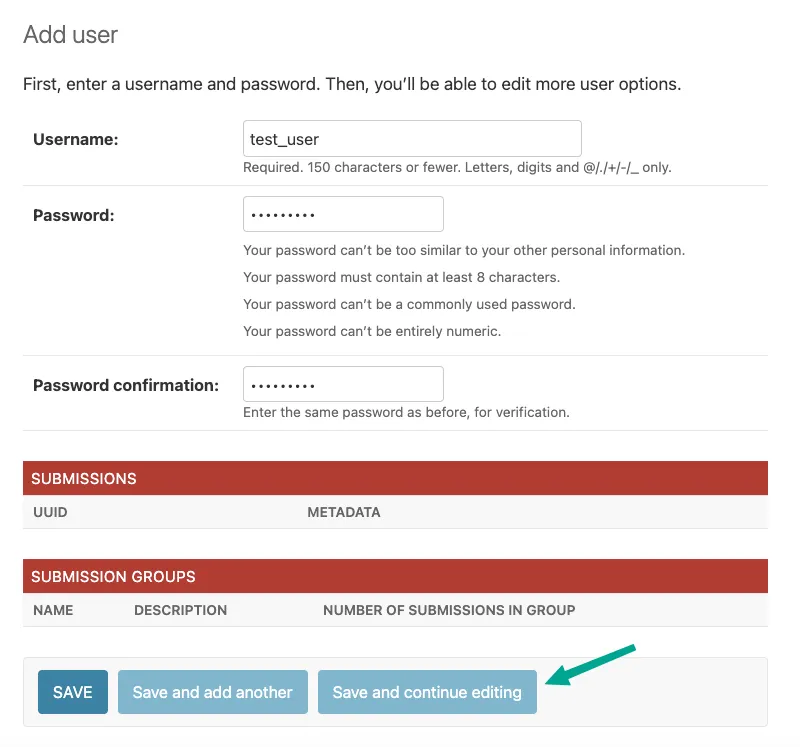 Add user
First, enter a username and password. Then, you’ll be able to edit more user options.
Username:
test_user
Required. 150 characters or fewer. Letters, digits and @/./+/-/_ only.
Password:
•••••••••
Your password can’t be too similar to your other personal information.
Your password must contain at least 8 characters.
Your password can’t be a commonly used password.
Your password can’t be entirely numeric.
Password confirmation:
•••••••••
Enter the same password as before, for verification.
SUBMISSIONS
UUID METADATA
SUBMISSION GROUPS
NAME DESCRIPTION NUMBER OF SUBMISSIONS IN GROUP
SAVE Save and add another Save and continue editing